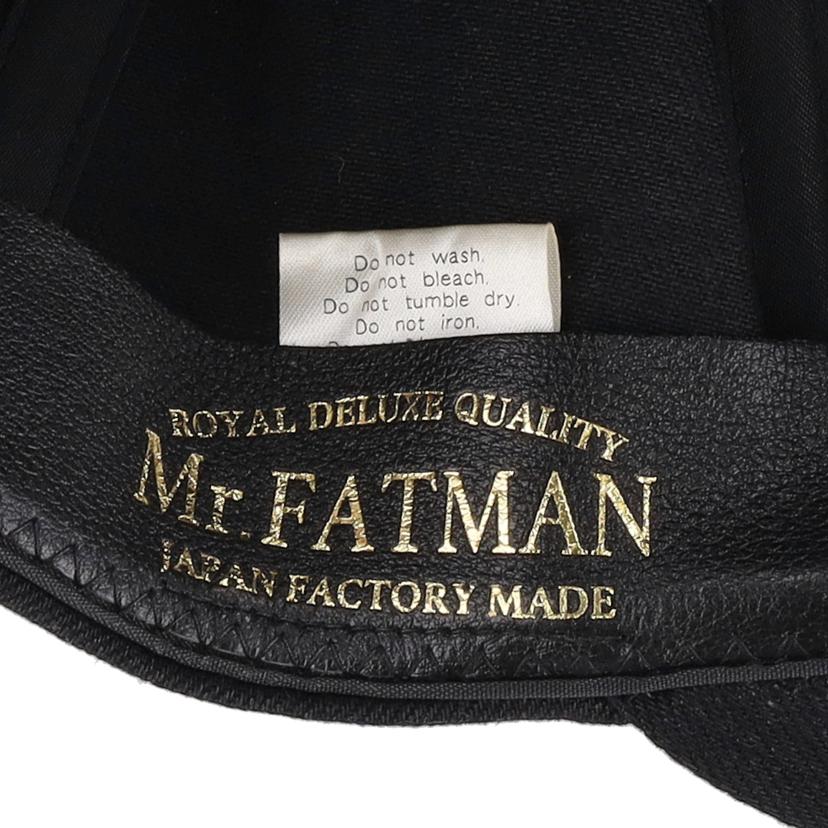 Do not wash.
Do not bleach.
Do not tumble dry.
Do not iron.
ROYAL DELUXE QUALITY
Mr. FATMAN
JAPAN FACTORY MADE